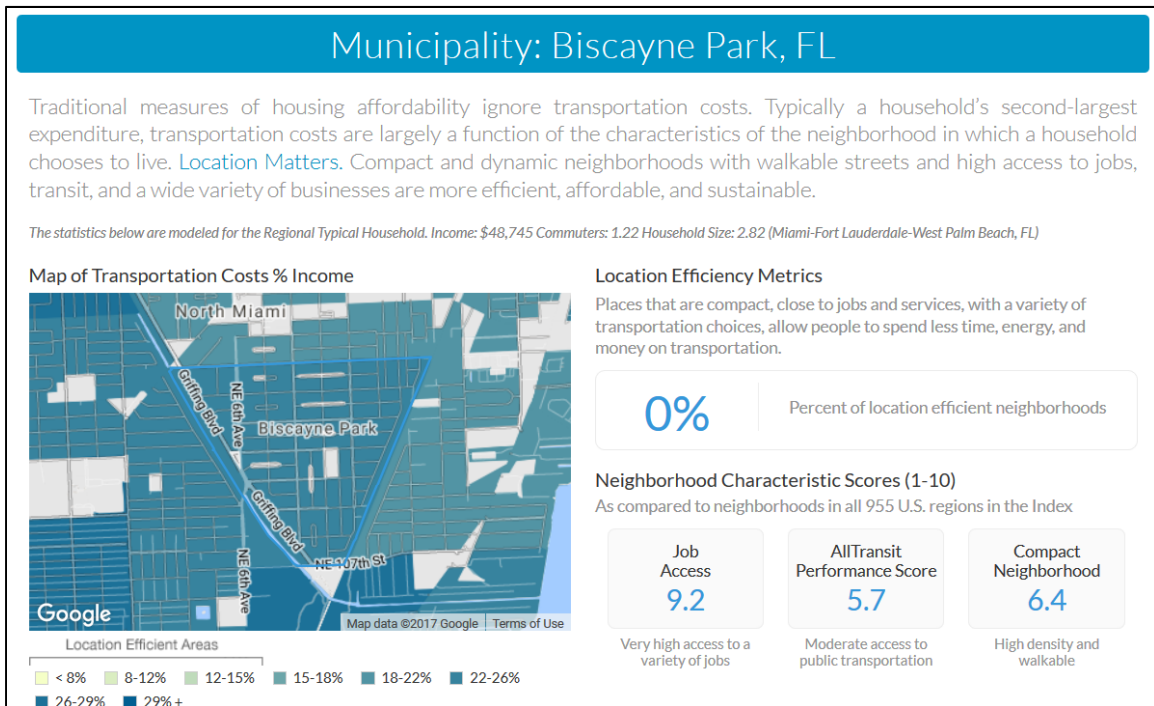 Municipality: Biscayne Park, FL
Traditional measures of housing affordability ignore transportation costs. Typically a household's second-largest
expenditure, transportation costs are largely a function of the characteristics of the neighborhood in which a household
chooses to live. Location Matters. Compact and dynamic neighborhoods with walkable streets and high access to jobs,
transit, and a wide variety of businesses are more efficient, affordable, and sustainable.
The statistics below are modeled for the Regional Typical Household. Income: $48,745 Commuters: 1.22 Household Size: 2.82 (Miami-Fort Lauderdale-West Palm Beach, FL)
Map of Transportation Costs % Income
North Miami
Griffing Blvd
NE 6th Ave
Biscayne Park
Griffing Blvd
NE 107th St
NE 6th Ave
Google
Map data ©2017 Google
Terms of Use
Location Efficient Areas
< 8%
8-12%
12-15%
15-18%
18-22%
22-26%
26-29%
29% +
Location Efficiency Metrics
Places that are compact, close to jobs and services, with a variety of
transportation choices, allow people to spend less time, energy, and
money on transportation.
0%
Percent of location efficient neighborhoods
Neighborhood Characteristic Scores (1-10)
As compared to neighborhoods in all 955 U.S. regions in the Index
Job
Access
9.2
Very high access to a
variety of jobs
AllTransit
Performance Score
5.7
Moderate access to
public transportation
Compact
Neighborhood
6.4
High density and
walkable